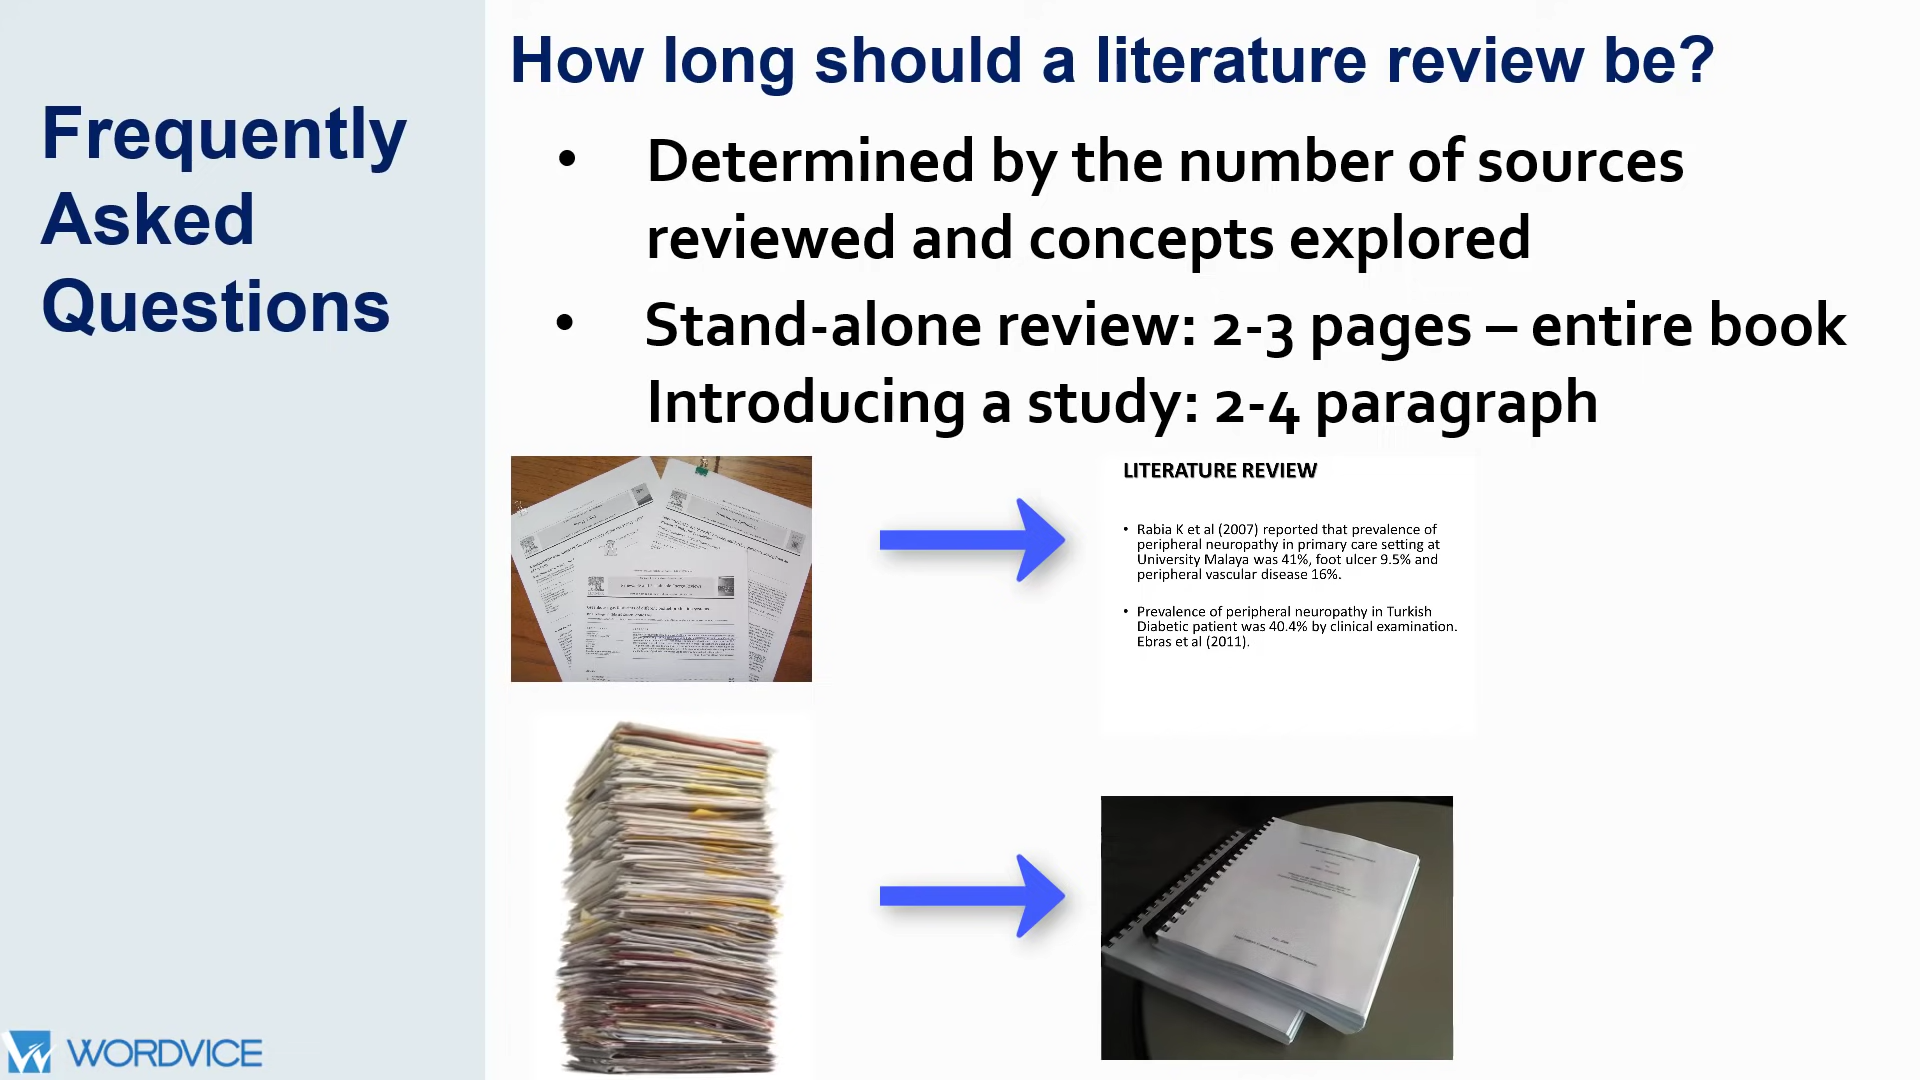 Frequently
Asked
Questions
How long should a literature review be?
• Determined by the number of sources
reviewed and concepts explored
• Stand-alone review: 2-3 pages – entire book
Introducing a study: 2-4 paragraph
LITERATURE REVIEW
• Rabia K et al (2007) reported that prevalence of
peripheral neuropathy in primary care setting at
University Malaya was 41%, foot ulcer 9.5% and
peripheral vascular disease 16%.
• Prevalence of peripheral neuropathy in Turkish
Diabetic patient was 40.4% by clinical examination.
Ebras et al (2011).
WORDVICE